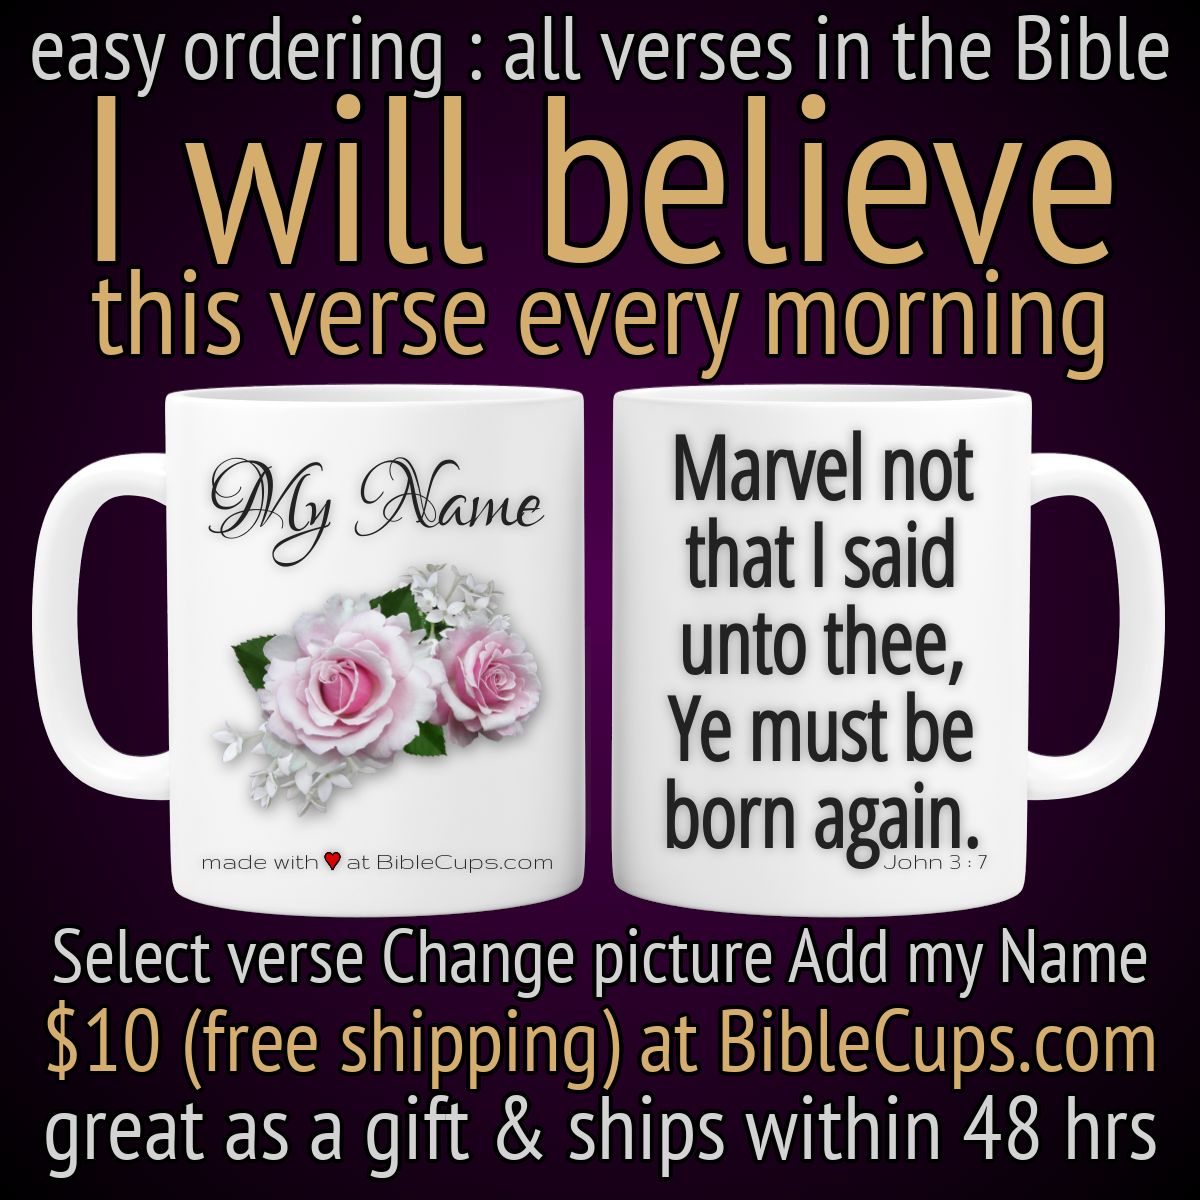 easy ordering : all verses in the Bible
I will believe
this verse every morning
My Name
made with ♥ at BibleCups.com
Marvel not
that I said
unto thee,
Ye must be
born again.
John 3 : 7
Select verse Change picture Add my Name
$10 (free shipping) at BibleCups.com
great as a gift & ships within 48 hrs